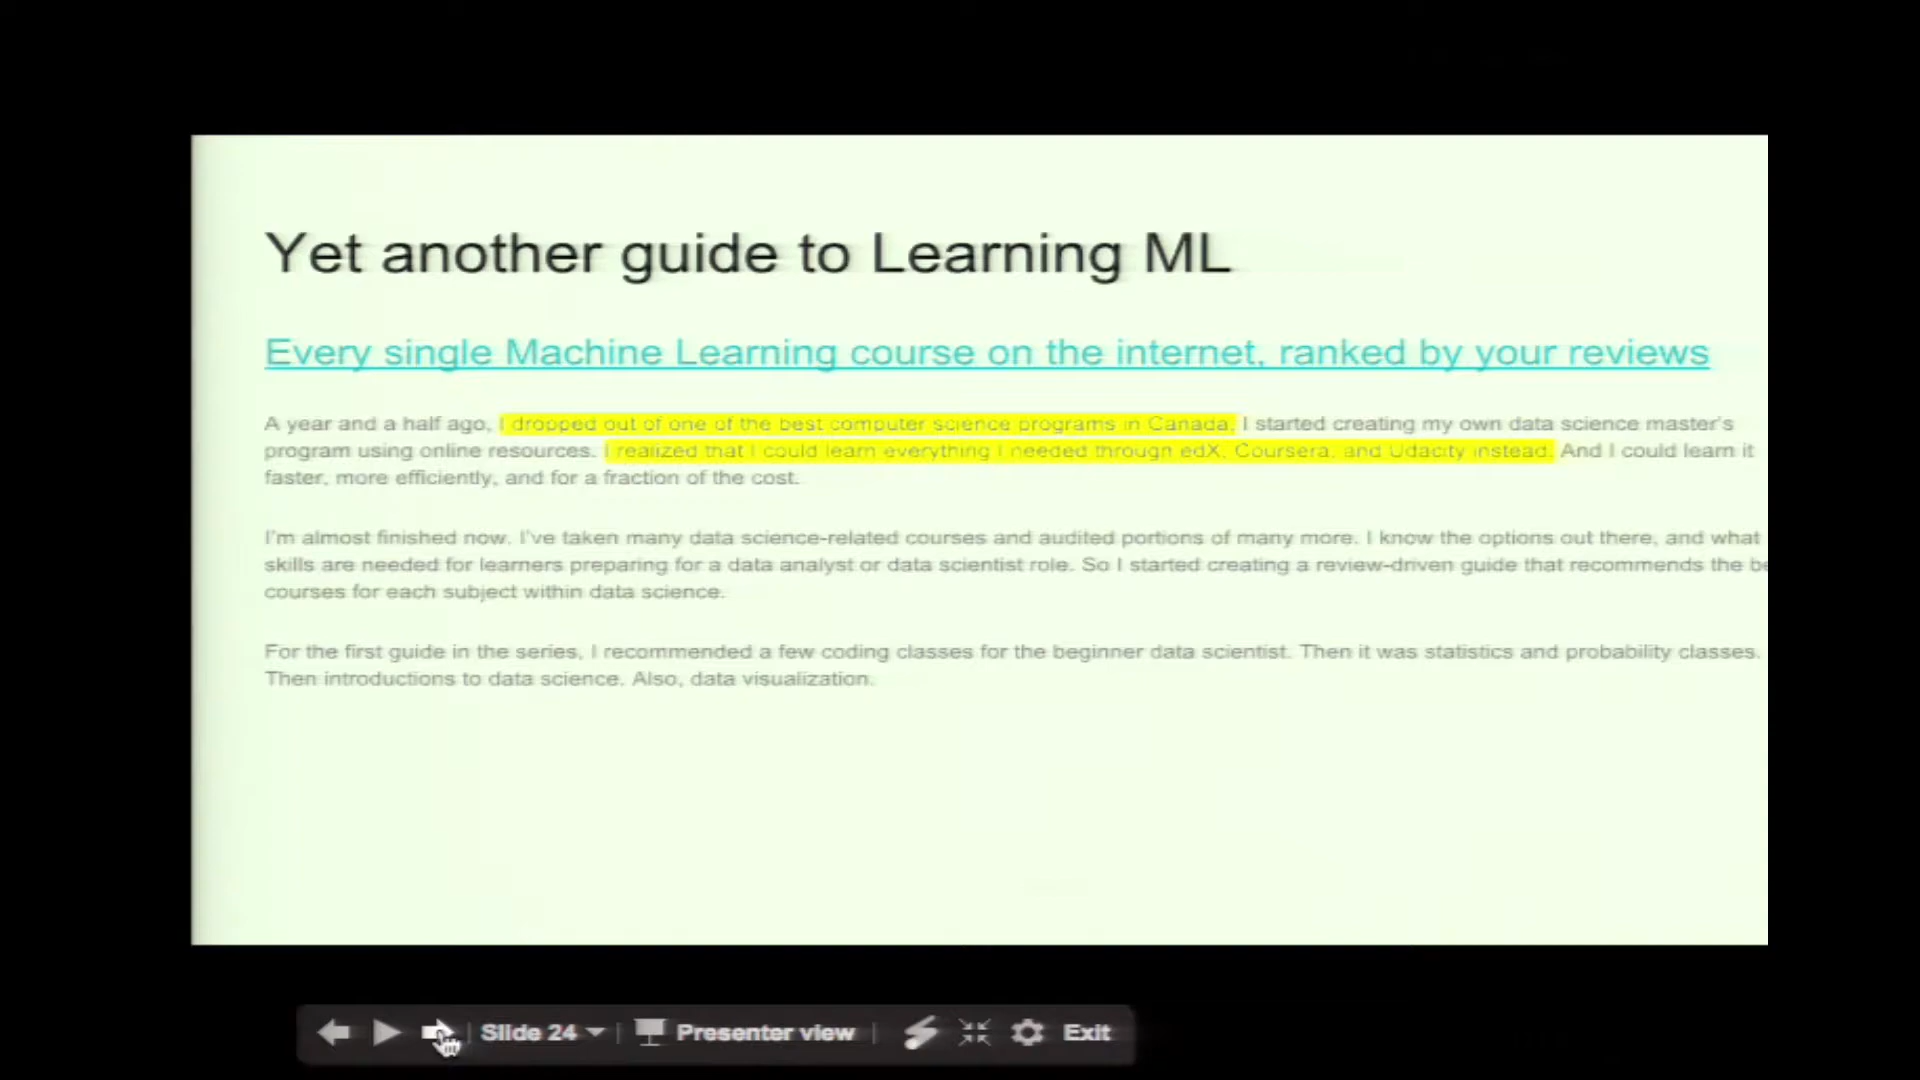 Yet another guide to Learning ML
Every single Machine Learning course on the internet, ranked by your reviews
A year and a half ago, I dropped out of one of the best computer science programs in Canada. I started creating my own data science master's
program using online resources. I realized that I could learn everything I needed through edX, Coursera, and Udacity instead. And I could learn it
faster, more efficiently, and for a fraction of the cost.
I'm almost finished now. I've taken many data science-related courses and audited portions of many more. I know the options out there, and what
skills are needed for learners preparing for a data analyst or data scientist role. So I started creating a review-driven guide that recommends the
courses for each subject within data science.
For the first guide in the series, I recommended a few coding classes for the beginner data scientist. Then it was statistics and probability classes.
Then introductions to data science. Also, data visualization.
Slide 24 Presenter view Exit